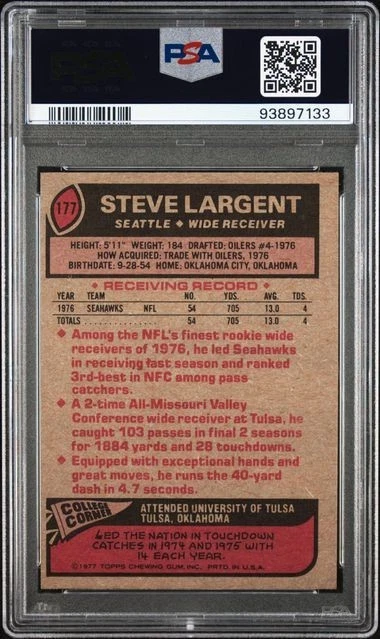 PSA
93897133
177
STEVE LARGENT
SEATTLE ◆ WIDE RECEIVER
HEIGHT: 5'11" WEIGHT: 184 DRAFTED: OILERS #4-1976
HOW ACQUIRED: TRADE WITH OILERS, 1976
BIRTHDATE: 9-28-54 HOME: OKLAHOMA CITY, OKLAHOMA
◆ RECEIVING RECORD ◆
YEAR TEAM NO. YDS. AVG. TDS.
1976 SEAHAWKS NFL 54 705 13.0 4
TOTALS.............. 54 705 13.0 4
◆ Among the NFL's finest rookie wide
receivers of 1976, he led Seahawks
in receiving last season and ranked
3rd-best in NFC among pass
catchers.
◆ A 2-time All-Missouri Valley
Conference wide receiver at Tulsa, he
caught 103 passes in final 2 seasons
for 1884 yards and 28 touchdowns.
◆ Equipped with exceptional hands and
great moves, he runs the 40-yard
dash in 4.7 seconds.
COLLEGE
CORNER
ATTENDED UNIVERSITY OF TULSA
TULSA, OKLAHOMA
LED THE NATION IN TOUCHDOWN
CATCHES IN 1974 AND 1975 WITH
14 EACH YEAR.
©1977 TOPPS CHEWING GUM, INC. PRTD. IN U.S.A.